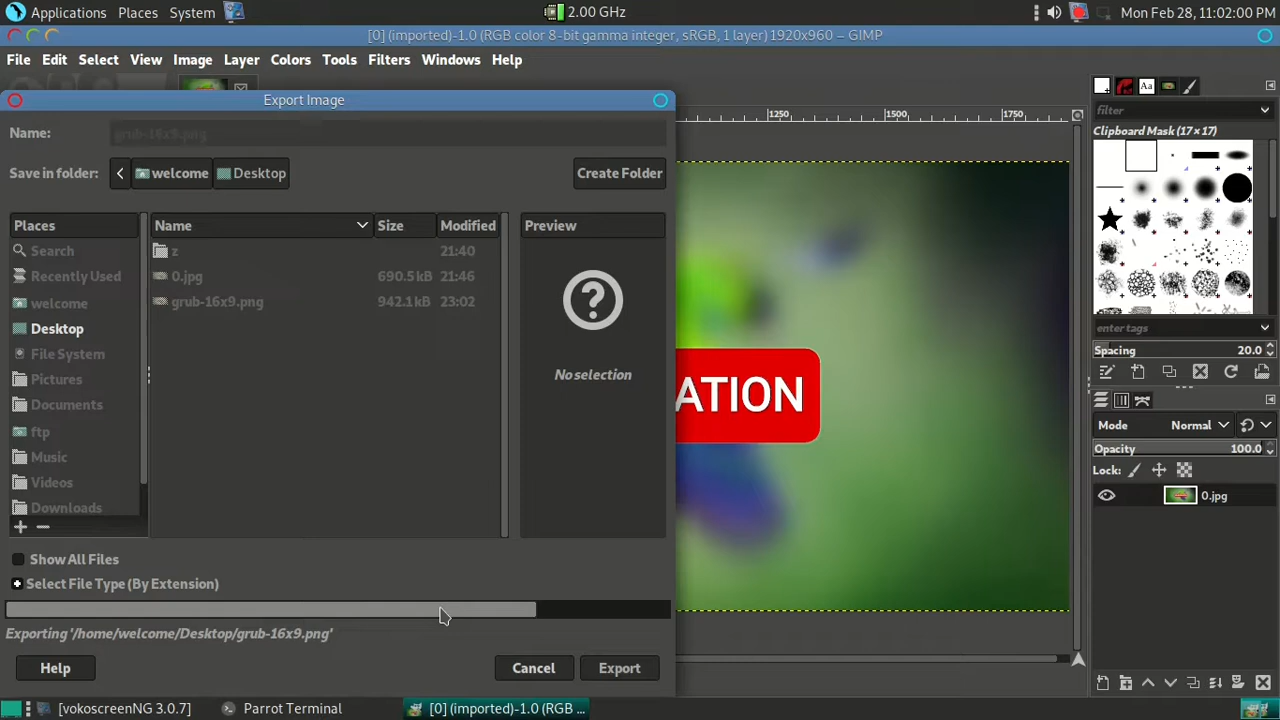 Applications Places System 2.00 GHz Mon Feb 28, 11:02:00 PM
[0] (imported)-1.0 (RGB color 8-bit gamma integer, sRGB, 1 layer) 1920x960 – GIMP
File Edit Select View Image Layer Colors Tools Filters Windows Help
Export Image
Name: grub-16x9.png
Save in folder: welcome Desktop Create Folder
Places
Search
Recently Used
welcome
Desktop
File System
Pictures
Documents
ftp
Music
Videos
Downloads
Name Size Modified
z 21:40
0.jpg 690.5 kB 21:46
grub-16x9.png 942.1 kB 23:02
Preview
No selection
Show All Files
Select File Type (By Extension)
Exporting '/home/welcome/Desktop/grub-16x9.png'
Help Cancel Export
1250 1500 1750
ATION
Aa
filter
Clipboard Mask (17×17)
enter tags
Spacing 20.0
Mode Normal
Opacity 100.0
Lock:
0.jpg
[vokoscreenNG 3.0.7] Parrot Terminal [0] (imported)-1.0 (RGB ...